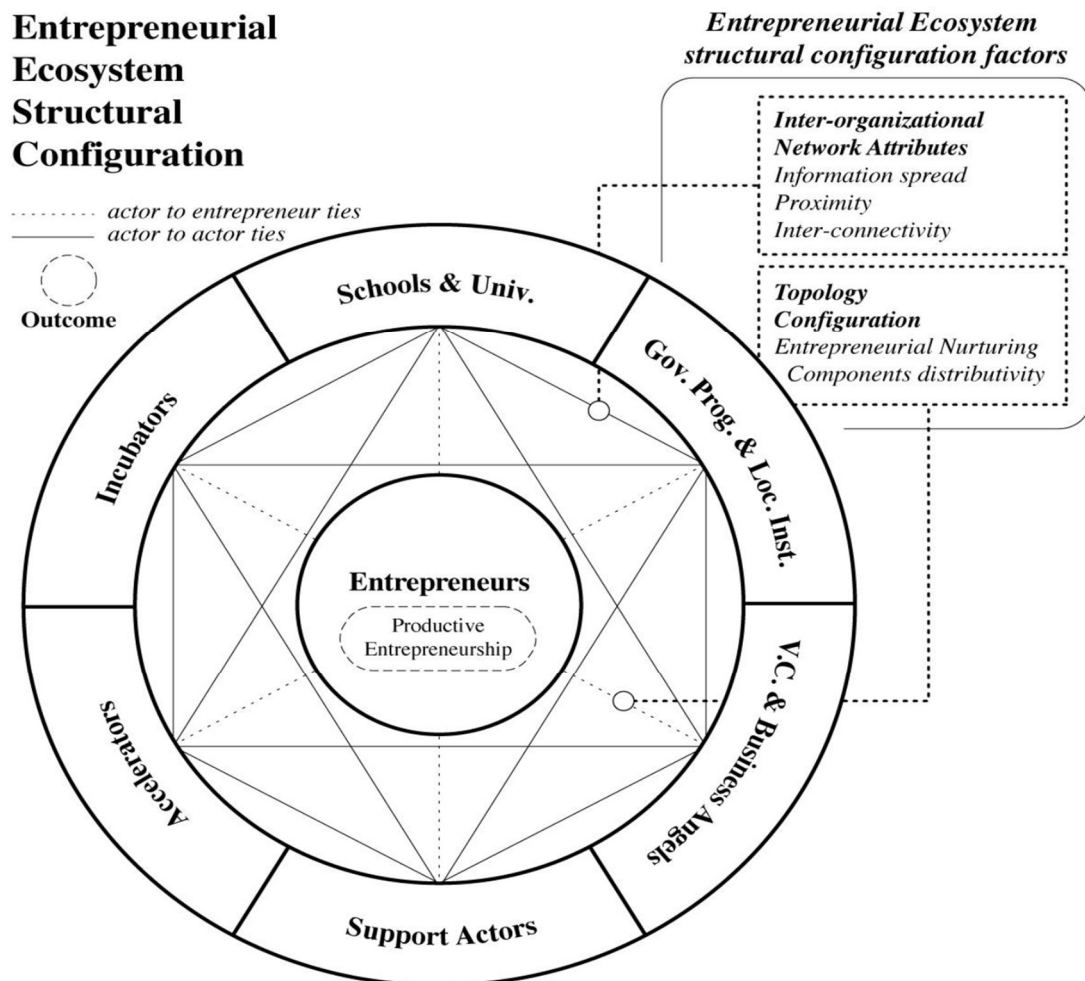 Entrepreneurial
Ecosystem
Structural
Configuration
actor to entrepreneur ties
actor to actor ties
Outcome
Entrepreneurial Ecosystem
structural configuration factors
Inter-organizational
Network Attributes
Information spread
Proximity
Inter-connectivity
Topology
Configuration
Entrepreneurial Nurturing
Components distributivity
Schools & Univ.
Gov. Prog. & Loc. Inst.
V.C. & Business Angels
Support Actors
Accelerators
Incubators
Entrepreneurs
Productive
Entrepreneurship